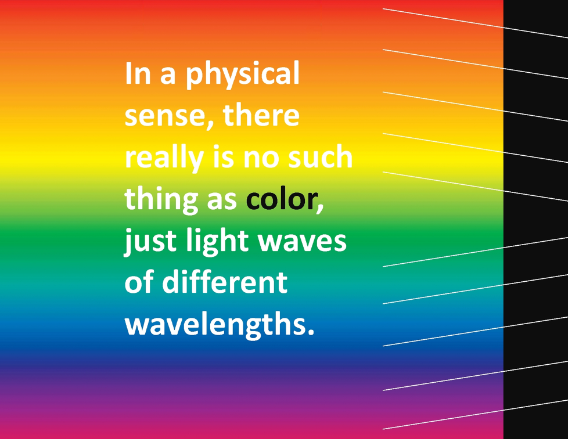 In a physical
sense, there
really is no such
thing as color,
just light waves
of different
wavelengths.